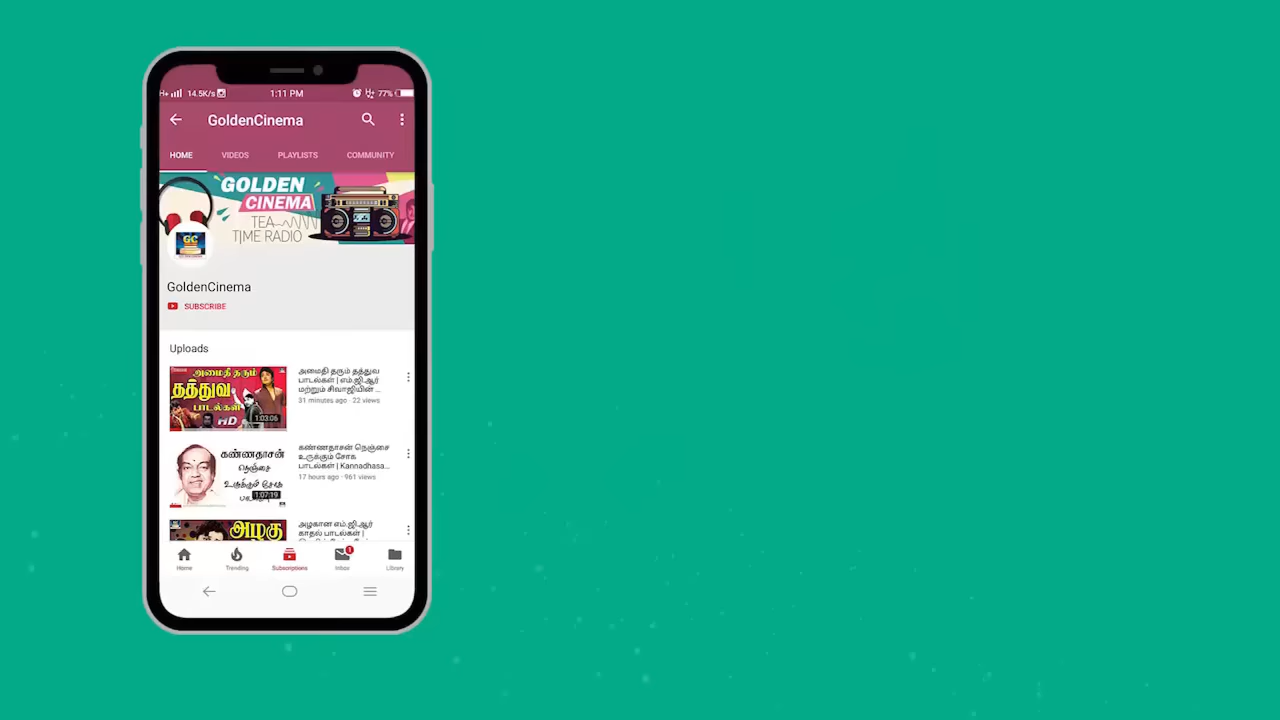 H+ 14.5K/s 1:11 PM 77%
GoldenCinema
HOME VIDEOS PLAYLISTS COMMUNITY
GOLDEN
CINEMA
TEA
TIME RADIO
GC
GoldenCinema
SUBSCRIBE
Uploads
அமைதி தரும்
தத்துவ
பாடல்கள்
HD
1:03:06
அமைதி தரும் தத்துவ
பாடல்கள் | எம்.ஜி.ஆர்
மற்றும் சிவாஜியின் ...
31 minutes ago · 22 views
கண்ணதாசன்
நெஞ்சை
உருக்கும் சோக
1:07:19
கண்ணதாசன் நெஞ்சை
உருக்கும் சோக
பாடல்கள் | Kannadhasa...
17 hours ago · 961 views
அழகு
அழகான எம்.ஜி.ஆர்
காதல் பாடல்கள் |
Home Trending Subscriptions Inbox 1 Library